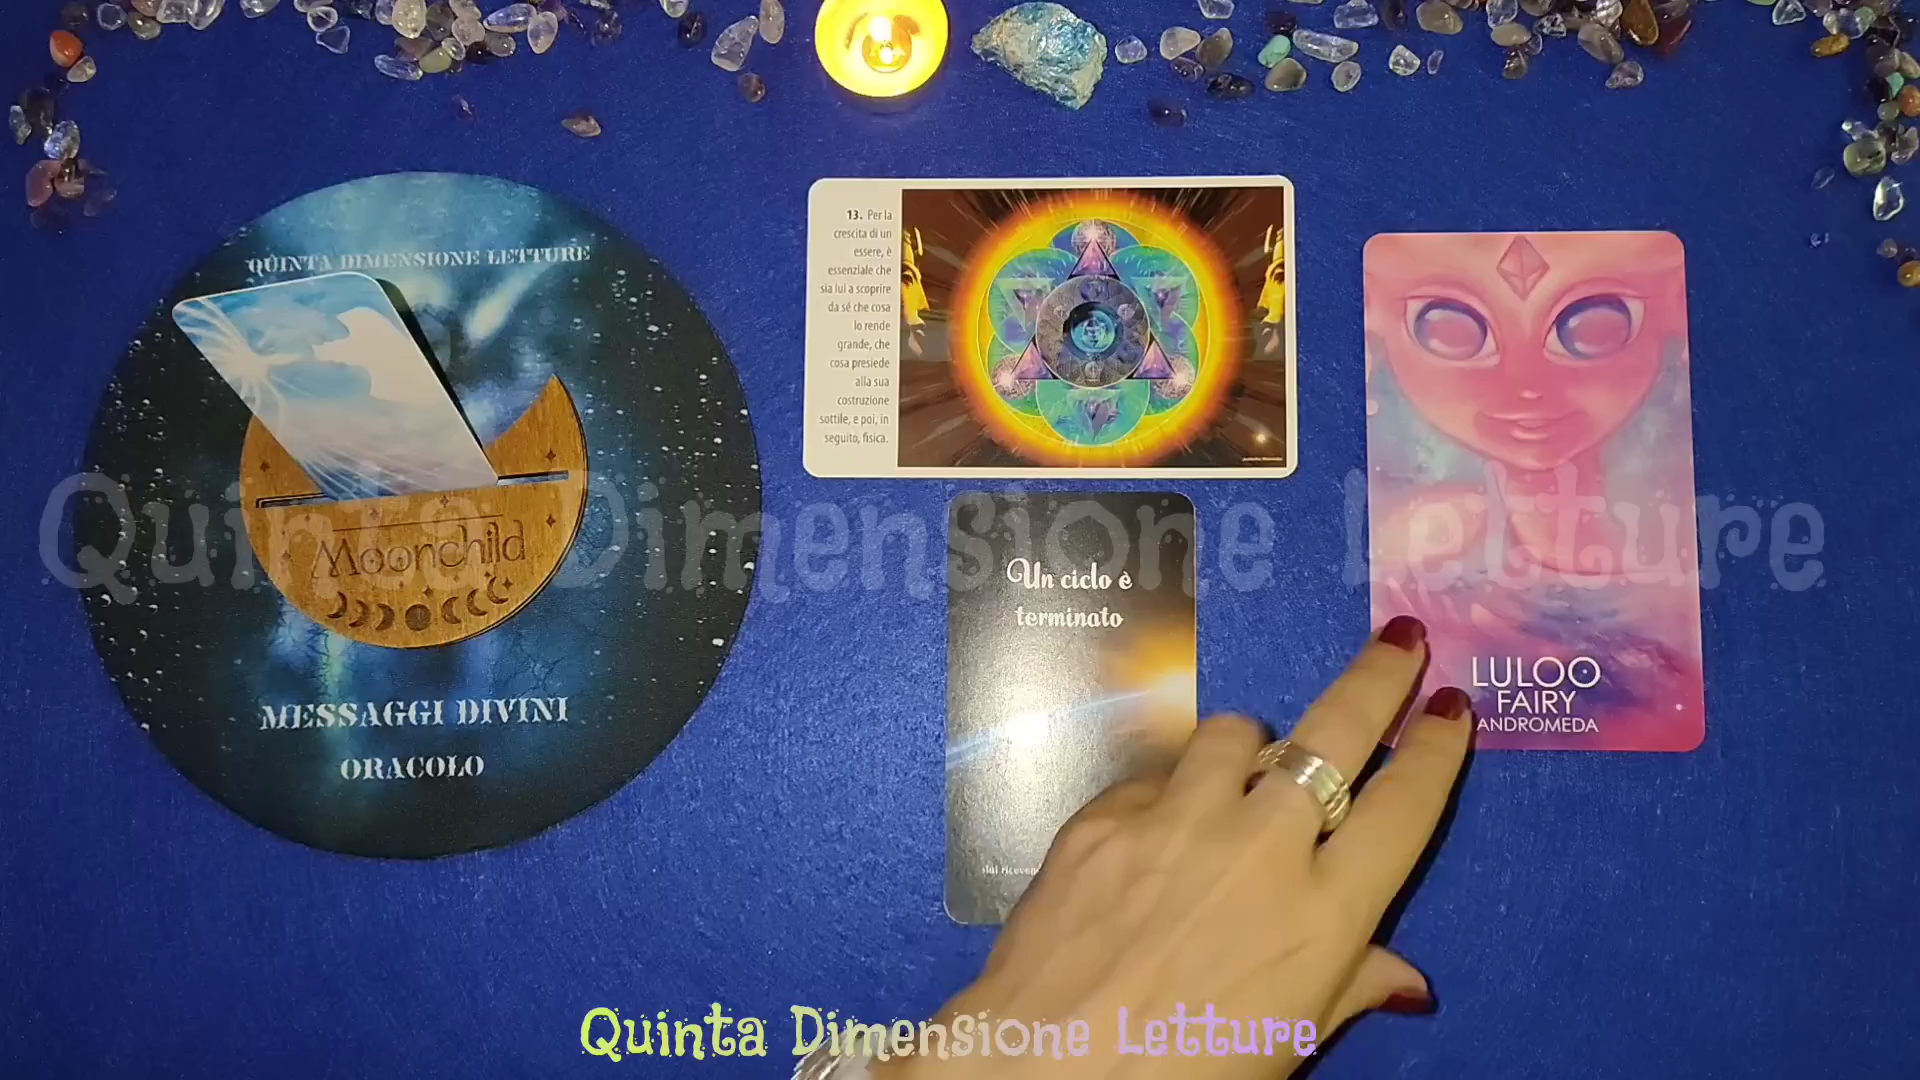 QUINTA DIMENSIONE LETTURE
Moonchild
MESSAGGI DIVINI
ORACOLO
13. Per la
crescita di un
essere, è
essenziale che
sia lui a scoprire
da sé che cosa
lo rende
grande, che
cosa presiede
alla sua
costruzione
sottile, e poi, in
seguito, fisica.
Un ciclo è
terminato
LULOO
FAIRY
ANDROMEDA
Quinta Dimensione Letture
Quinta Dimensione Letture